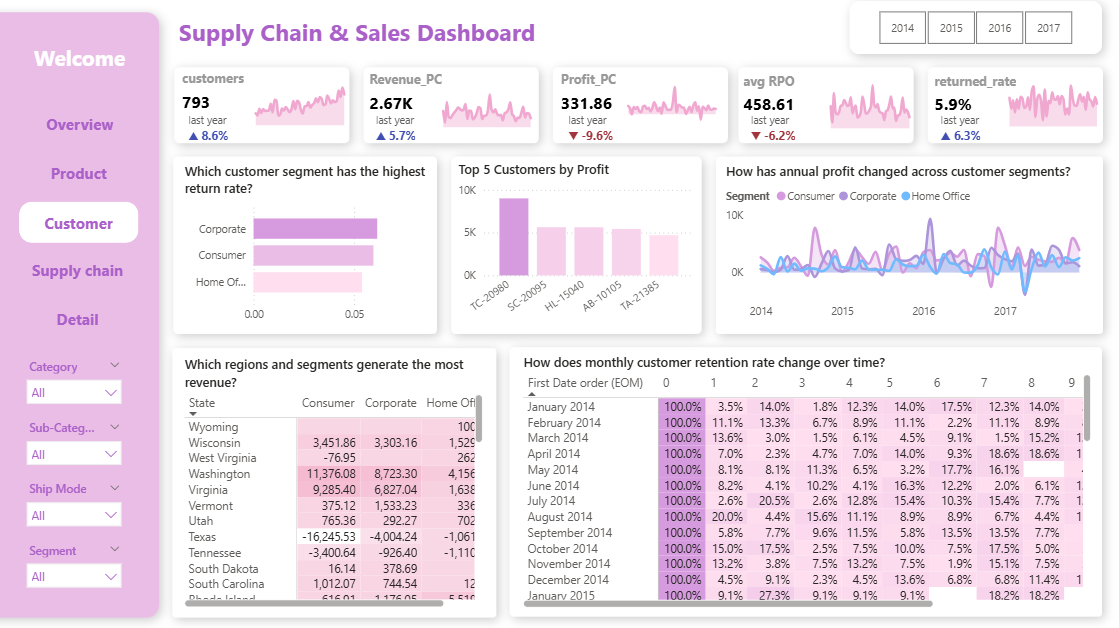 Welcome
Overview
Product
Customer
Supply chain
Detail
Category
All
Sub-Categ...
All
Ship Mode
All
Segment
All
Supply Chain & Sales Dashboard
2014 2015 2016 2017
customers
793
last year
▲ 8.6%
Revenue_PC
2.67K
last year
▲ 5.7%
Profit_PC
331.86
last year
▼ -9.6%
avg RPO
458.61
last year
▼ -6.2%
returned_rate
5.9%
last year
▲ 6.3%
Which customer segment has the highest
return rate?
Corporate
Consumer
Home Of...
0.00 0.05
Top 5 Customers by Profit
10K
5K
0K
TC-20980 SC-20095 HL-15040 AB-10105 TA-21385
How has annual profit changed across customer segments?
Segment Consumer Corporate Home Office
10K
0K
2014 2015 2016 2017
Which regions and segments generate the most
revenue?
State Consumer Corporate Home Off
Wyoming 100
Wisconsin 3,451.86 3,303.16 1,529
West Virginia -76.95 262
Washington 11,376.08 8,723.30 4,156
Virginia 9,285.40 6,827.04 1,638
Vermont 375.12 1,533.23 336
Utah 765.36 292.27 702
Texas -16,245.53 -4,004.24 -1,061
Tennessee -3,400.64 -926.40 -1,110
South Dakota 16.14 378.69
South Carolina 1,012.07 744.54 12
Rhode Island 616.91 1,176.95 5,519
How does monthly customer retention rate change over time?
First Date order (EOM) 0 1 2 3 4 5 6 7 8 9
January 2014 100.0% 3.5% 14.0% 1.8% 12.3% 14.0% 17.5% 12.3% 14.0%
February 2014 100.0% 11.1% 13.3% 6.7% 8.9% 11.1% 2.2% 11.1% 8.9%
March 2014 100.0% 13.6% 3.0% 1.5% 6.1% 4.5% 9.1% 1.5% 15.2% 1
April 2014 100.0% 7.0% 2.3% 4.7% 7.0% 14.0% 9.3% 18.6% 18.6% 1
May 2014 100.0% 8.1% 8.1% 11.3% 6.5% 3.2% 17.7% 16.1%
June 2014 100.0% 8.2% 4.1% 10.2% 4.1% 16.3% 12.2% 2.0% 6.1% 1
July 2014 100.0% 2.6% 20.5% 2.6% 12.8% 15.4% 10.3% 15.4% 7.7% 1
August 2014 100.0% 20.0% 4.4% 15.6% 11.1% 8.9% 8.9% 6.7% 4.4% 1
September 2014 100.0% 5.8% 7.7% 9.6% 11.5% 5.8% 13.5% 13.5% 7.7%
October 2014 100.0% 15.0% 17.5% 2.5% 7.5% 10.0% 7.5% 17.5% 5.0%
November 2014 100.0% 13.2% 3.8% 7.5% 13.2% 7.5% 1.9% 15.1% 7.5%
December 2014 100.0% 4.5% 9.1% 2.3% 4.5% 13.6% 6.8% 6.8% 11.4% 1
January 2015 100.0% 9.1% 27.3% 9.1% 9.1% 9.1% 18.2% 18.2%